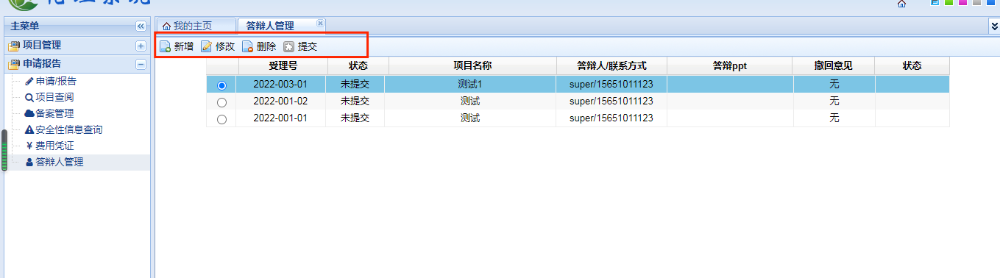 主菜单
项目管理
申请报告
申请/报告
项目查阅
备案管理
安全性信息查询
¥ 费用凭证
答辩人管理
我的主页 答辩人管理
新增 修改 删除 提交
受理号 状态 项目名称 答辩人/联系方式 答辩ppt 撤回意见 状态
2022-003-01 未提交 测试1 super/15651011123 无
2022-001-02 未提交 测试 super/15651011123 无
2022-001-01 未提交 测试 super/15651011123 无